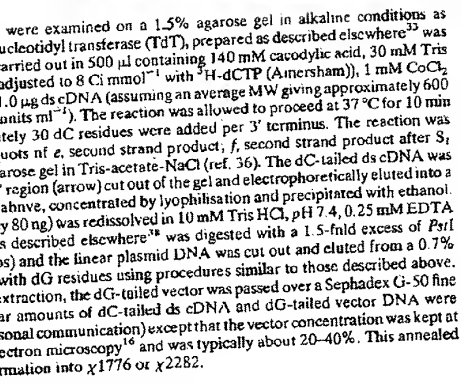 were examined on a 1.5% agarose gel in alkaline conditions as
ucleotidyl transferase (TdT), prepared as described elsewhere³³ was
arried out in 500 µl containing 140 mM cacodylic acid, 30 mM Tris
adjusted to 8 Ci mmol⁻¹ with ³H-dCTP (Amersham)), 1 mM CoCl₂
1.0 µg ds cDNA (assuming an average MW giving approximately 600
units ml⁻¹). The reaction was allowed to proceed at 37 °C for 10 min
tely 30 dC residues were added per 3' terminus. The reaction was
uots of e, second strand product; f, second strand product after S₁
arose gel in Tris-acetate-NaCl (ref. 36). The dC-tailed ds cDNA was
' region (arrow) cut out of the gel and electrophoretically eluted into a
ahnve, concentrated by lyophilisation and precipitated with ethanol.
y 80 ng) was redissolved in 10 mM Tris HCl, pH 7.4, 0.25 mM EDTA
s described elsewhere³⁸ was digested with a 1.5-fold excess of PstI
os) and the linear plasmid DNA was cut out and eluted from a 0.7%
with dG residues using procedures similar to those described above.
extraction, the dG-tailed vector was passed over a Sephadex G-50 fine
ar amounts of dC-tailed ds cDNA and dG-tailed vector DNA were
sonal communication) except that the vector concentration was kept at
ectron microscopy¹⁶ and was typically about 20–40%. This annealed
rmation into χ1776 or χ2282.